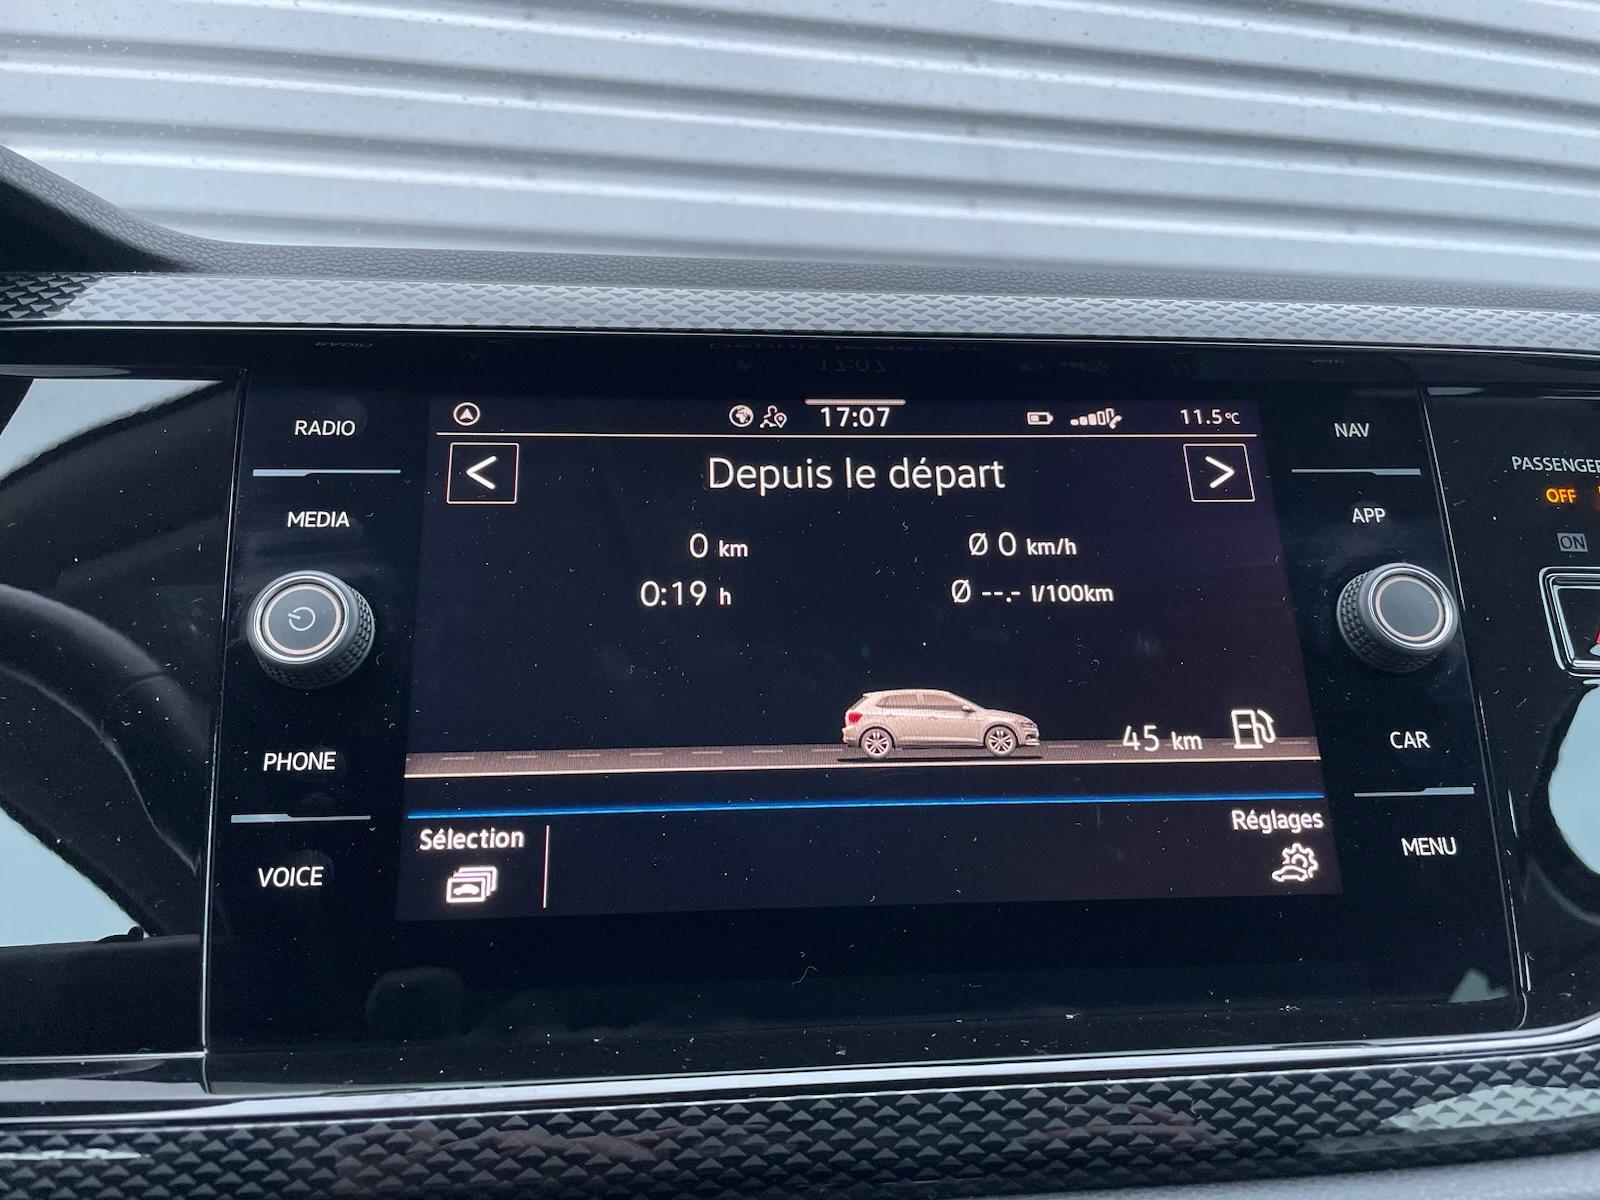 RADIO
MEDIA
PHONE
VOICE
17:07
11.5°C
Depuis le départ
0 km
Ø 0 km/h
0:19 h
Ø --.- l/100km
45 km
Sélection
Réglages
NAV
APP
CAR
MENU
PASSENGER
OFF
ON